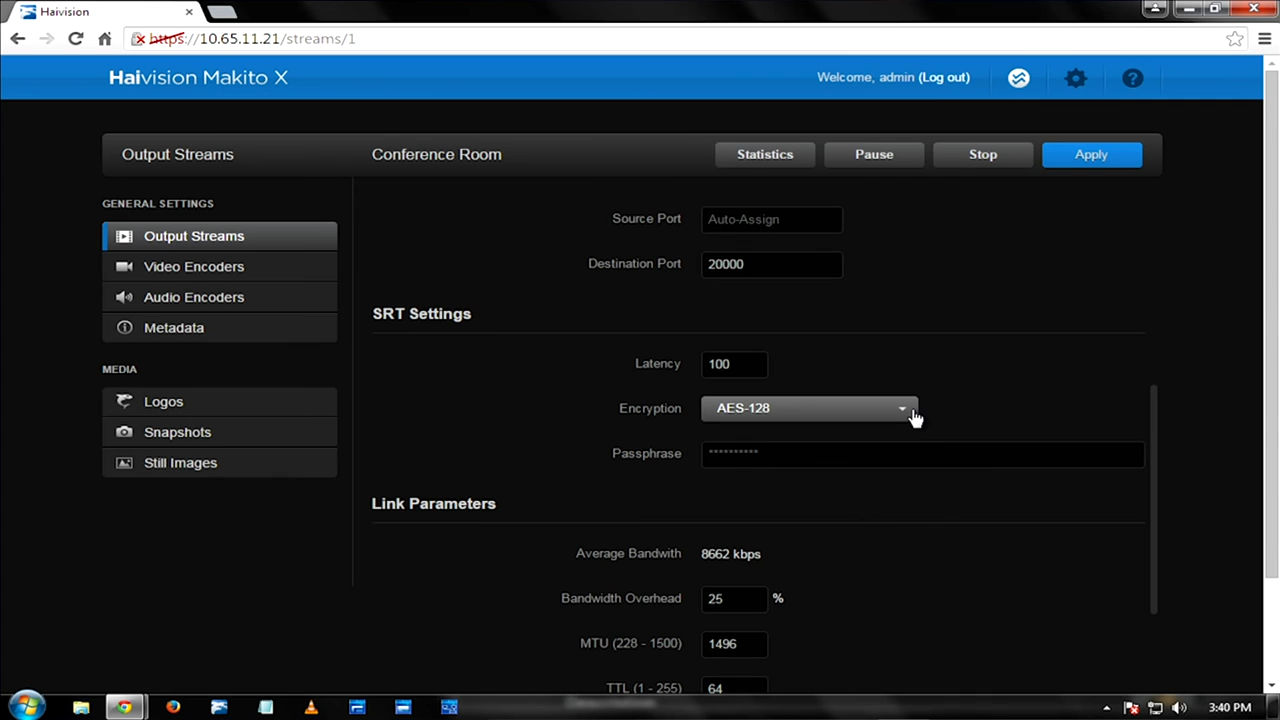 Haivision
https://10.65.11.21/streams/1
Haivision Makito X
Welcome, admin (Log out)
Output Streams
Conference Room
Statistics
Pause
Stop
Apply
GENERAL SETTINGS
Output Streams
Video Encoders
Audio Encoders
Metadata
MEDIA
Logos
Snapshots
Still Images
Source Port
Auto-Assign
Destination Port
20000
SRT Settings
Latency
100
Encryption
AES-128
Passphrase
**********
Link Parameters
Average Bandwith
8662 kbps
Bandwidth Overhead
25
%
MTU (228 - 1500)
1496
TTL (1 - 255)
64
3:40 PM